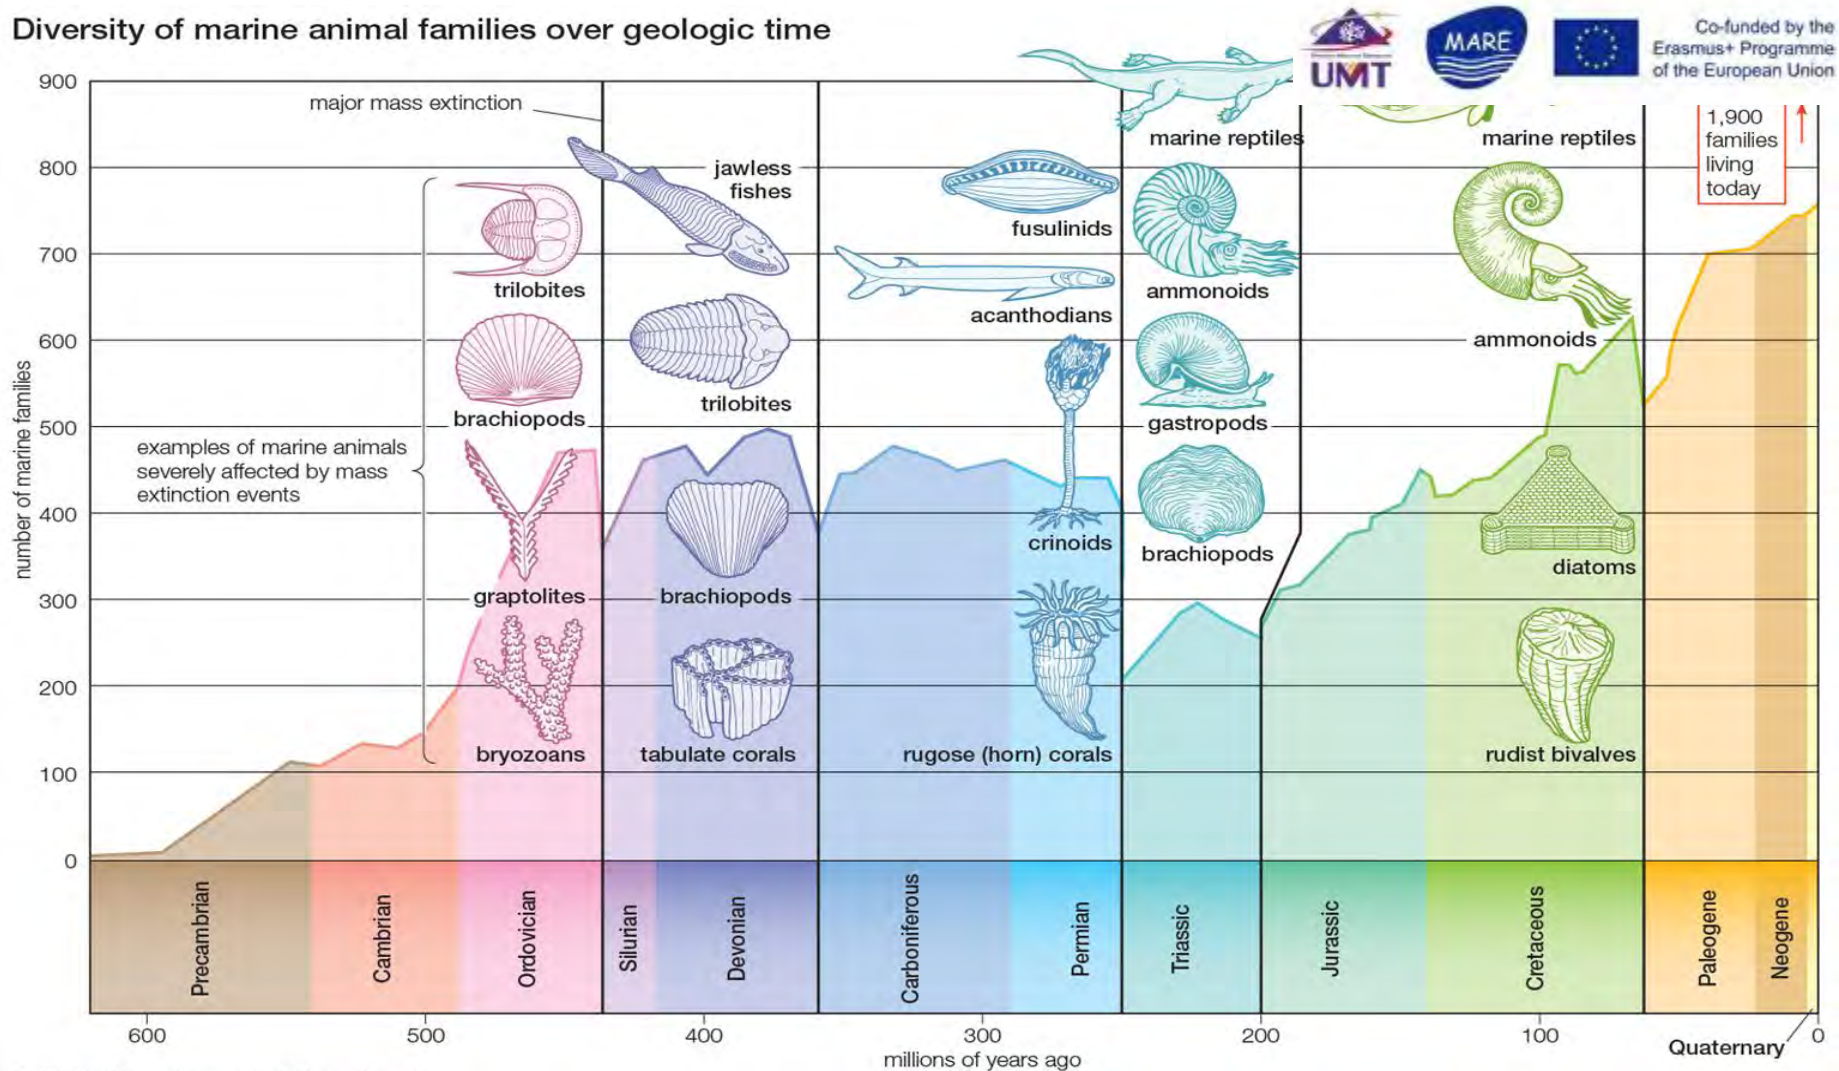 Diversity of marine animal families over geologic time
UMT
MARE
Co-funded by the
Erasmus+ Programme
of the European Union
900
800
700
600
500
400
300
200
100
0
number of marine families
major mass extinction
examples of marine animals
severely affected by mass
extinction events
trilobites
brachiopods
graptolites
bryozoans
jawless
fishes
trilobites
brachiopods
tabulate corals
fusulinids
acanthodians
crinoids
rugose (horn) corals
marine reptiles
ammonoids
gastropods
brachiopods
marine reptiles
ammonoids
diatoms
rudist bivalves
1,900
families
living
today
Precambrian
Cambrian
Ordovician
Silurian
Devonian
Carboniferous
Permian
Triassic
Jurassic
Cretaceous
Paleogene
Neogene
Quaternary
600
500
400
300
200
100
0
millions of years ago